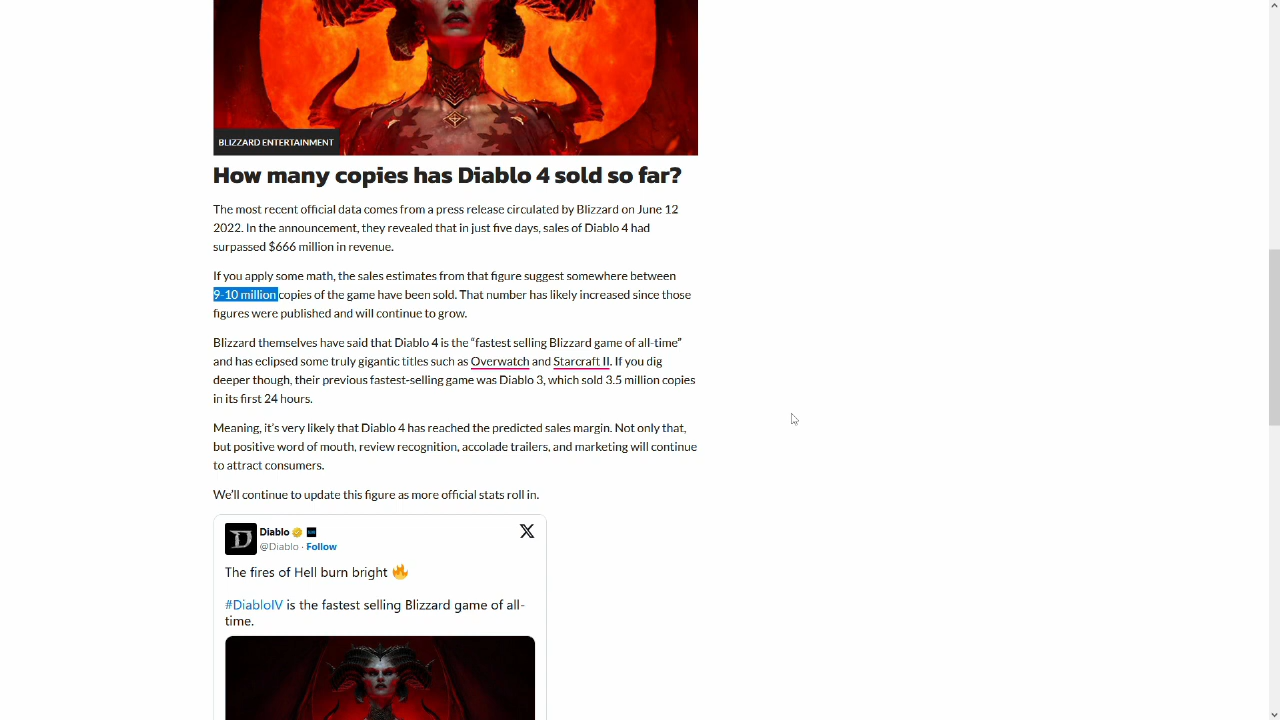 BLIZZARD ENTERTAINMENT
How many copies has Diablo 4 sold so far?
The most recent official data comes from a press release circulated by Blizzard on June 12
2022. In the announcement, they revealed that in just five days, sales of Diablo 4 had
surpassed $666 million in revenue.
If you apply some math, the sales estimates from that figure suggest somewhere between
9-10 million copies of the game have been sold. That number has likely increased since those
figures were published and will continue to grow.
Blizzard themselves have said that Diablo 4 is the “fastest selling Blizzard game of all-time”
and has eclipsed some truly gigantic titles such as Overwatch and Starcraft II. If you dig
deeper though, their previous fastest-selling game was Diablo 3, which sold 3.5 million copies
in its first 24 hours.
Meaning, it’s very likely that Diablo 4 has reached the predicted sales margin. Not only that,
but positive word of mouth, review recognition, accolade trailers, and marketing will continue
to attract consumers.
We’ll continue to update this figure as more official stats roll in.
Diablo
@Diablo · Follow
The fires of Hell burn bright 🔥
#DiabloIV is the fastest selling Blizzard game of all-
time.